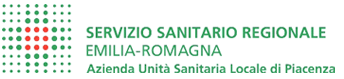 SERVIZIO SANITARIO REGIONALE
EMILIA-ROMAGNA
Azienda Unità Sanitaria Locale di Piacenza